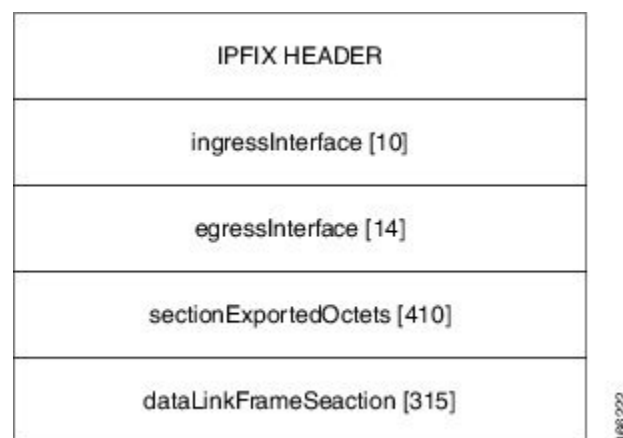 IPFIX HEADER
ingressInterface [10]
egressInterface [14]
sectionExportedOctets [410]
dataLinkFrameSeaction [315]